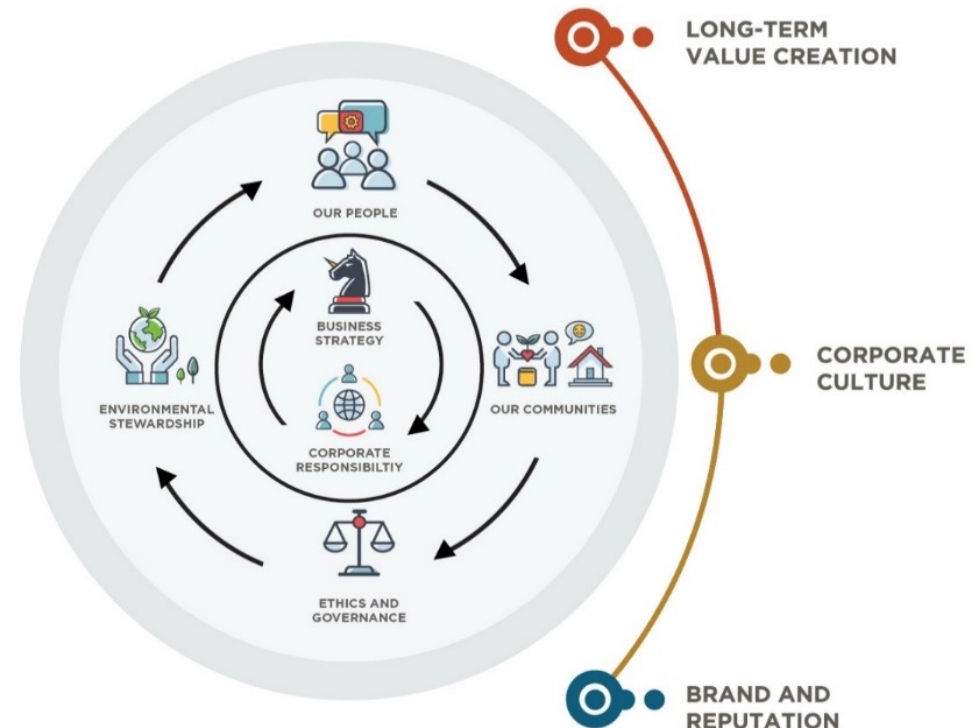 LONG-TERM
VALUE CREATION
OUR PEOPLE
BUSINESS
STRATEGY
CORPORATE
CULTURE
ENVIRONMENTAL
STEWARDSHIP
OUR COMMUNITIES
CORPORATE
RESPONSIBILTIY
ETHICS AND
GOVERNANCE
BRAND AND
REPUTATION